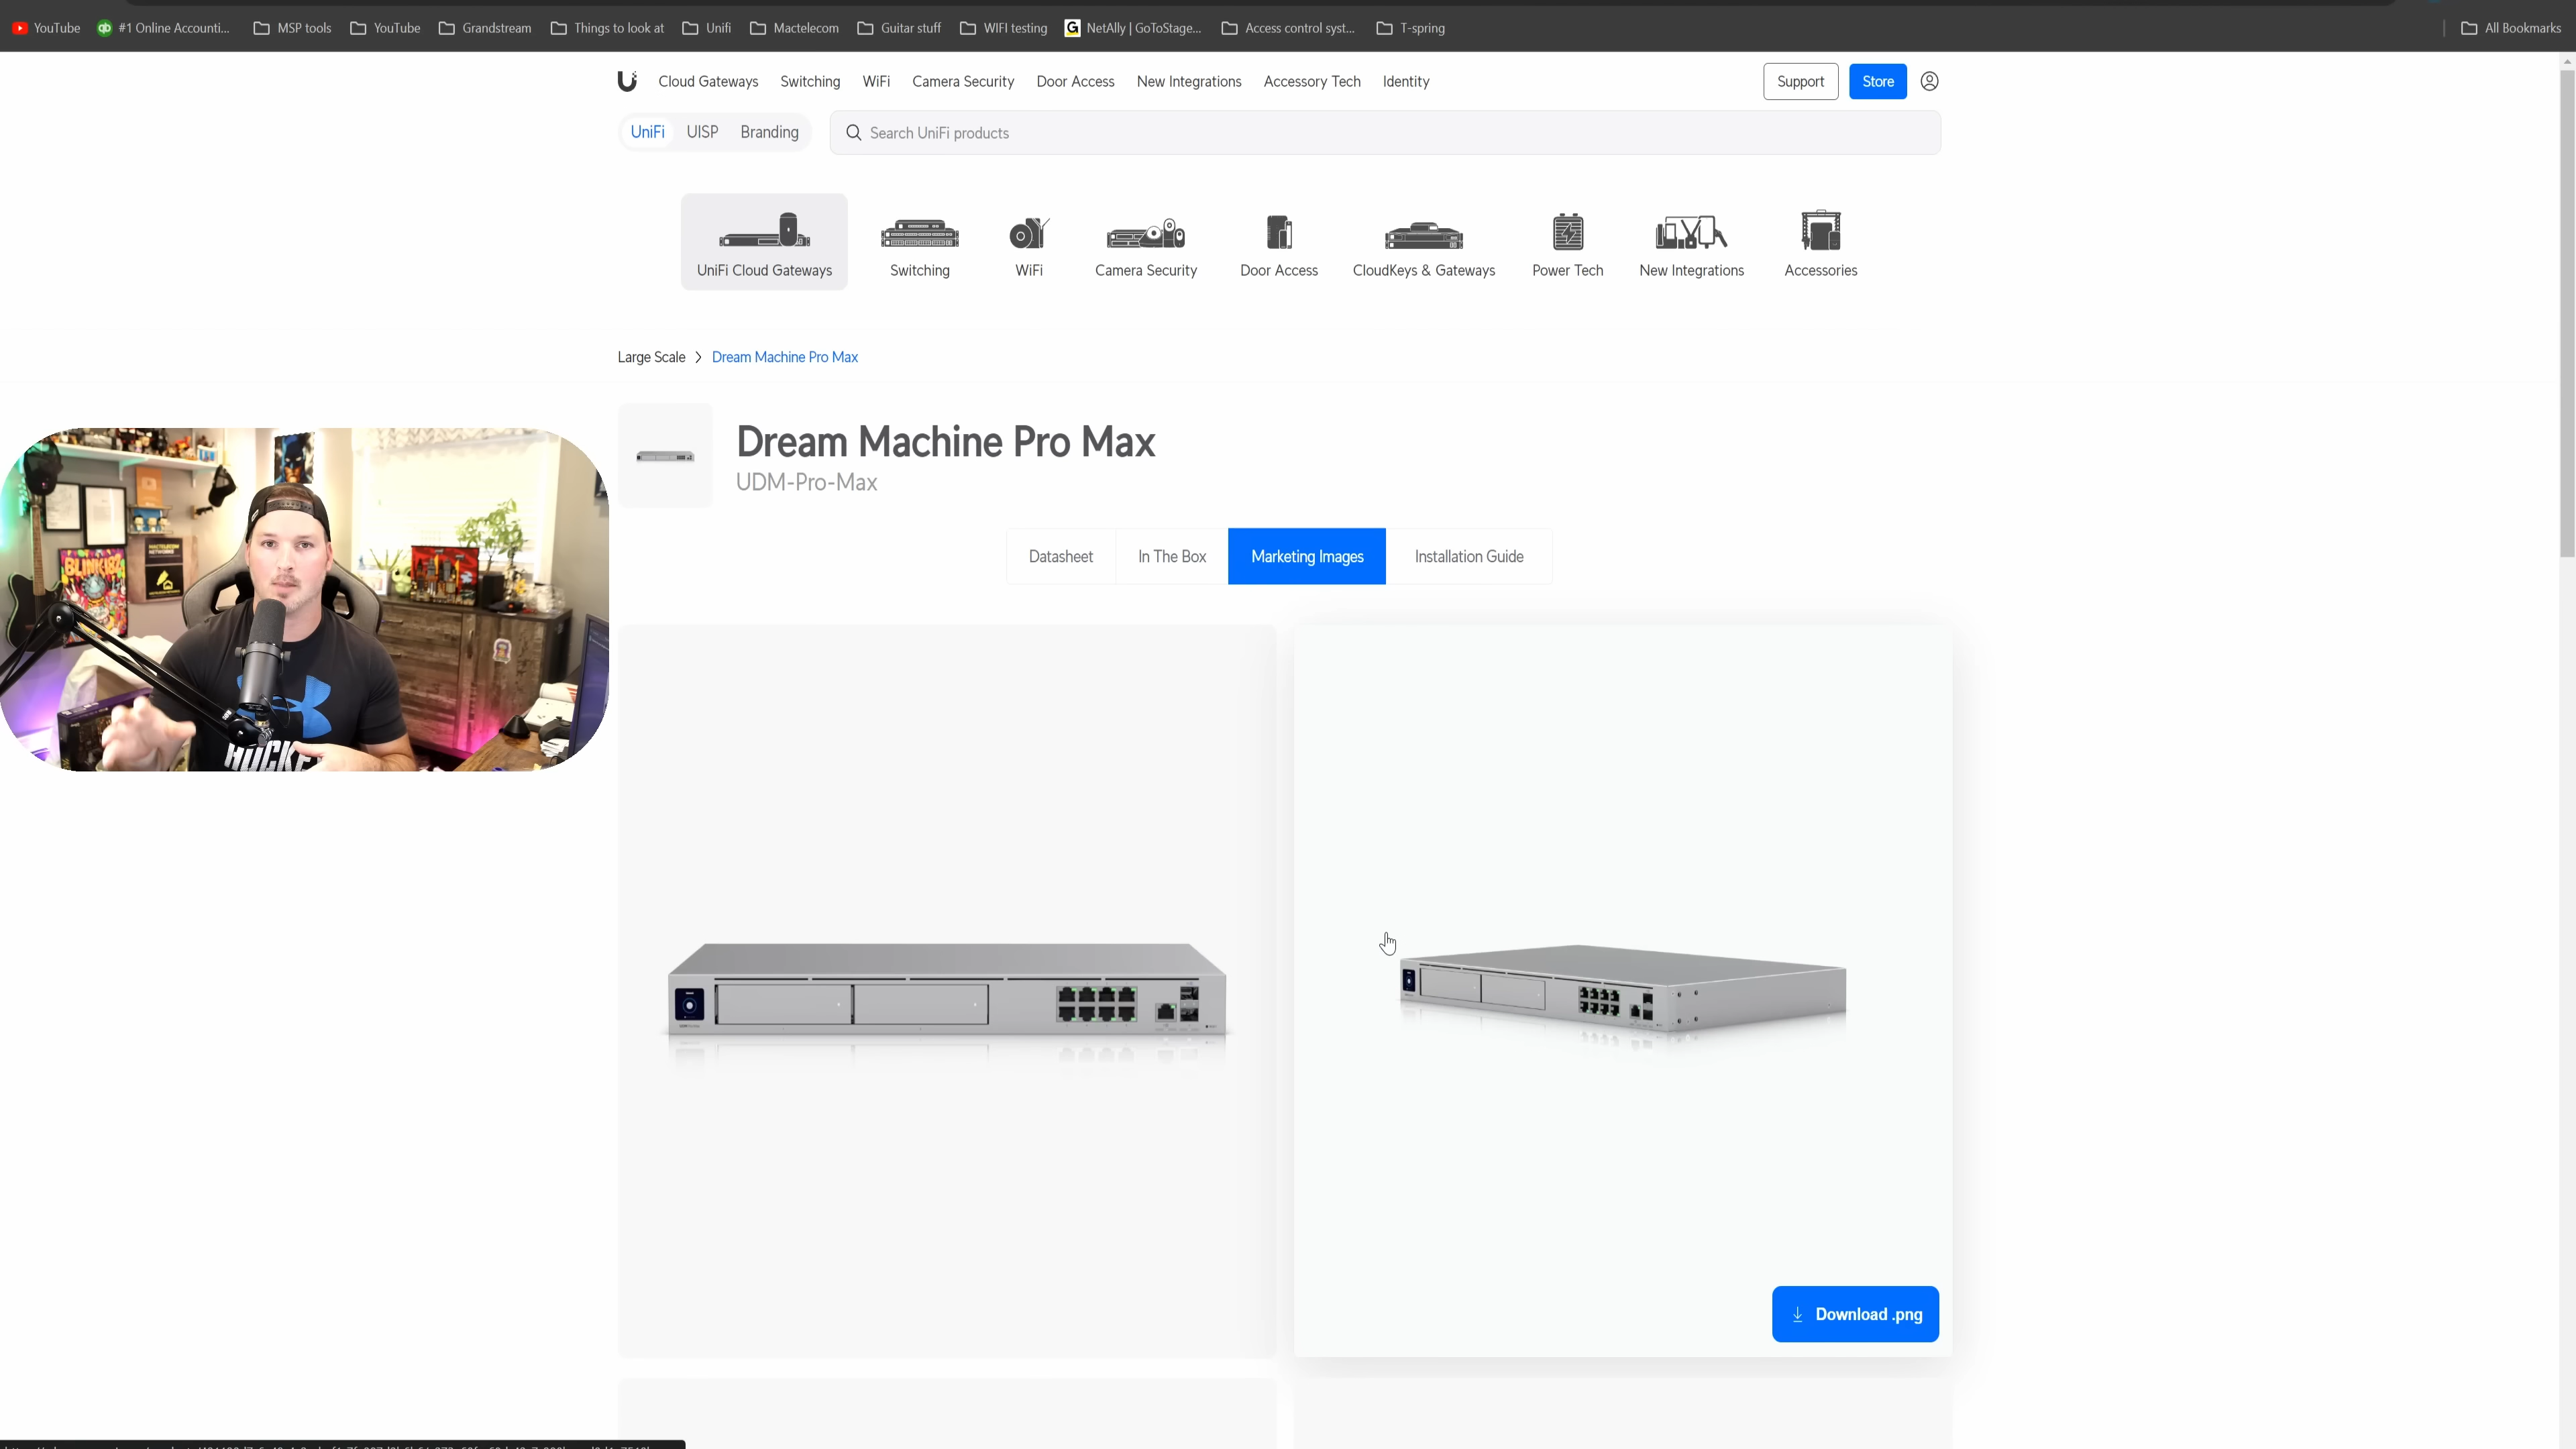 YouTube #1 Online Accounti... MSP tools YouTube Grandstream Things to look at Unifi Mactelecom Guitar stuff WIFI testing NetAlly | GoToStage... Access control syst... T-spring All Bookmarks
Cloud Gateways Switching WiFi Camera Security Door Access New Integrations Accessory Tech Identity Support Store
UniFi UISP Branding Search UniFi products
UniFi Cloud Gateways Switching WiFi Camera Security Door Access CloudKeys & Gateways Power Tech New Integrations Accessories
Large Scale > Dream Machine Pro Max
Dream Machine Pro Max
UDM-Pro-Max
Datasheet In The Box Marketing Images Installation Guide
BLINK-182
Download .png